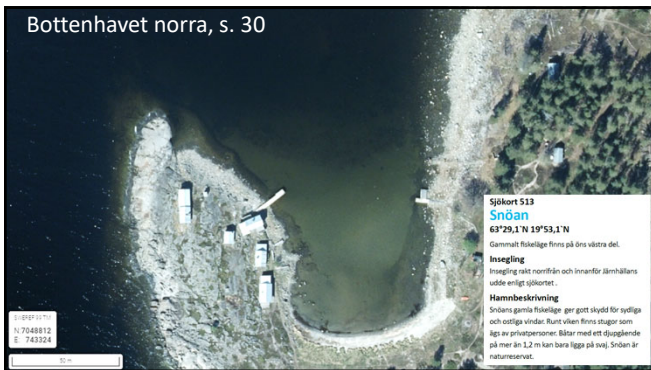 Bottenhavet norra, s. 30
Sjökort 513
Snöan
63°29,1`N 19°53,1`N
Gammalt fiskeläge finns på öns västra del.
Insegling
Insegling rakt norrifrån och innanför Järnhällans
udde enligt sjökortet .
Hamnbeskrivning
Snöans gamla fiskeläge ger gott skydd för sydliga
och ostliga vindar. Runt viken finns stugor som
ägs av privatpersoner. Båtar med ett djupgående
på mer än 1,2 m kan bara ligga på svaj. Snöan är
naturreservat.
SWEREF 99 TM
N 7048812
E 743324
50 m